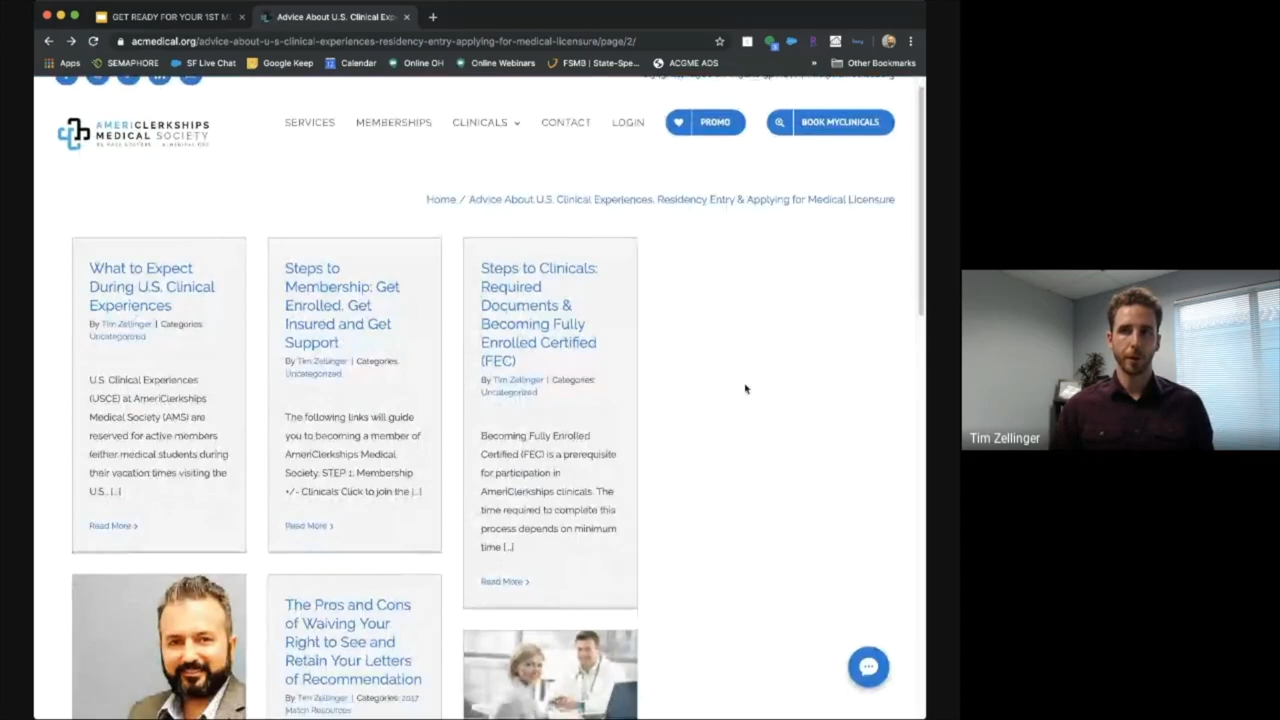 GET READY FOR YOUR 1ST M
Advice About U.S. Clinical Exp
acmedical.org/advice-about-u-s-clinical-experiences-residency-entry-applying-for-medical-licensure/page/2/
Apps SEMAPHORE SF Live Chat Google Keep Calendar Online OH Online Webinars FSMB | State-Spe... ACGME ADS » Other Bookmarks
AMERICLERKSHIPS
MEDICAL SOCIETY
SERVICES MEMBERSHIPS CLINICALS CONTACT LOGIN PROMO BOOK MYCLINICALS
Home / Advice About U.S. Clinical Experiences, Residency Entry & Applying for Medical Licensure
What to Expect
During U.S. Clinical
Experiences
By Tim Zellinger | Categories:
Uncategorized
U.S. Clinical Experiences
(USCE) at AmeriClerkships
Medical Society (AMS) are
reserved for active members
(either medical students during
their vacation times visiting the
U.S., [...]
Read More >
Steps to
Membership: Get
Enrolled, Get
Insured and Get
Support
By Tim Zellinger | Categories:
Uncategorized
The following links will guide
you to becoming a member of
AmeriClerkships Medical
Society: STEP 1: Membership
+/- Clinicals Click to join the [...]
Read More >
Steps to Clinicals:
Required
Documents &
Becoming Fully
Enrolled Certified
(FEC)
By Tim Zellinger | Categories:
Uncategorized
Becoming Fully Enrolled
Certified (FEC) is a prerequisite
for participation in
AmeriClerkships clinicals. The
time required to complete this
process depends on minimum
time [...]
Read More >
The Pros and Cons
of Waiving Your
Right to See and
Retain Your Letters
of Recommendation
By Tim Zellinger | Categories: 2017
Match Resources
Tim Zellinger